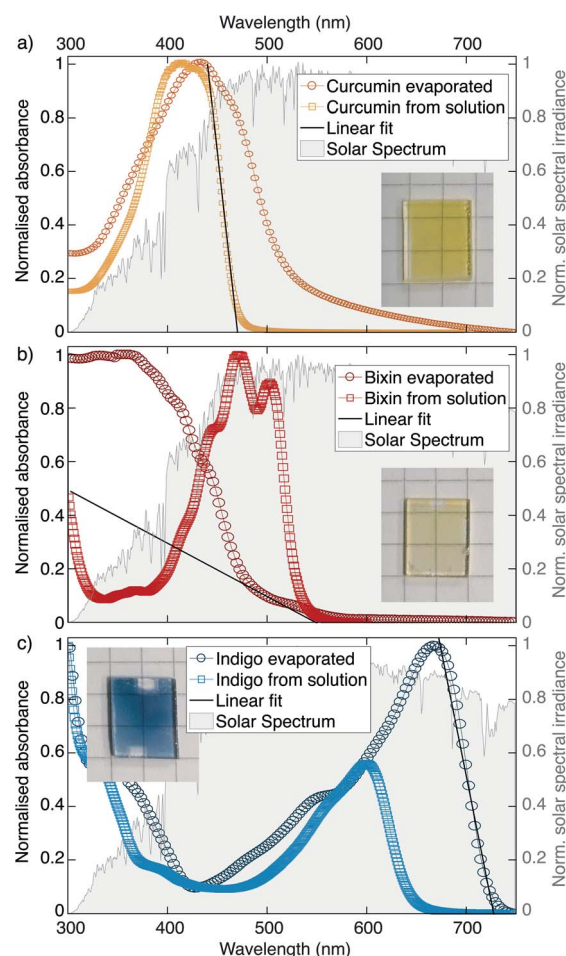 Wavelength (nm)
300 400 500 600 700
a)
Normalised absorbance
1
0.8
0.6
0.4
0.2
0
Curcumin evaporated
Curcumin from solution
Linear fit
Solar Spectrum
1
0.8
0.6
0.4
0.2
0
Norm. solar spectral irradiance
b)
Normalised absorbance
1
0.8
0.6
0.4
0.2
0
Bixin evaporated
Bixin from solution
Linear fit
Solar Spectrum
1
0.8
0.6
0.4
0.2
0
Norm. solar spectral irradiance
c)
Normalised absorbance
1
0.8
0.6
0.4
0.2
0
Indigo evaporated
Indigo from solution
Linear fit
Solar Spectrum
1
0.8
0.6
0.4
0.2
0
Norm. solar spectral irradiance
300 400 500 600 700
Wavelength (nm)